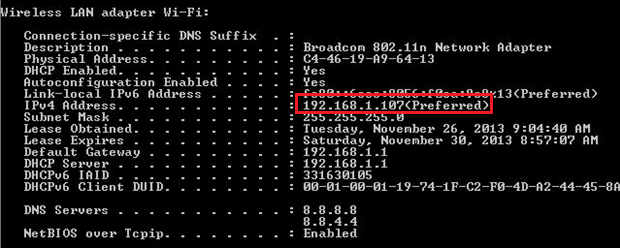 Wireless LAN adapter Wi-Fi:
Connection-specific DNS Suffix . :
Description . . . . . . . . . . . : Broadcom 802.11n Network Adapter
Physical Address. . . . . . . . . : C4-46-19-A9-64-13
DHCP Enabled. . . . . . . . . . . : Yes
Autoconfiguration Enabled . . . . : Yes
Link-local IPv6 Address . . . . . :
IPv4 Address. . . . . . . . . . . : 192.168.1.107(Preferred)
Subnet Mask . . . . . . . . . . . : 255.255.255.0
Lease Obtained. . . . . . . . . . : Tuesday, November 26, 2013 9:04:40 AM
Lease Expires . . . . . . . . . . : Saturday, November 30, 2013 8:57:07 AM
Default Gateway . . . . . . . . . : 192.168.1.1
DHCP Server . . . . . . . . . . . : 192.168.1.1
DHCPv6 IAID . . . . . . . . . . . : 331630105
DHCPv6 Client DUID. . . . . . . . : 00-01-00-01-19-74-1F-C2-F0-4D-A2-44-45-8A
DNS Servers . . . . . . . . . . . : 8.8.8.8
8.8.4.4
NetBIOS over Tcpip. . . . . . . . : Enabled